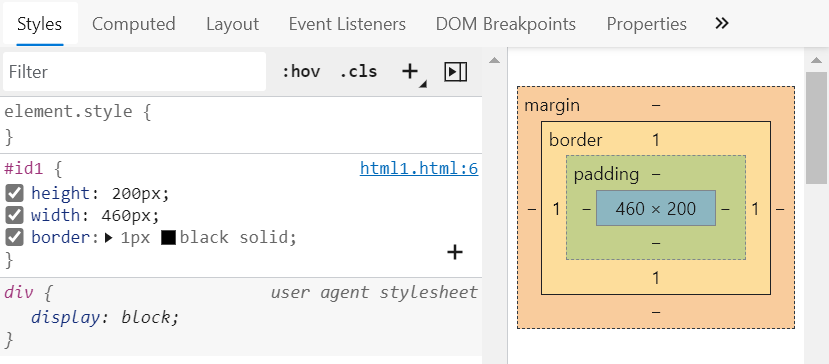 Styles Computed Layout Event Listeners DOM Breakpoints Properties »
Filter :hov .cls +
element.style {
}
#id1 { html1.html:6
height: 200px;
width: 460px;
border: 1px black solid;
}
+
div { user agent stylesheet
display: block;
}
margin –
border 1
padding –
– 1 – 460 × 200 – 1 –
–
1
–